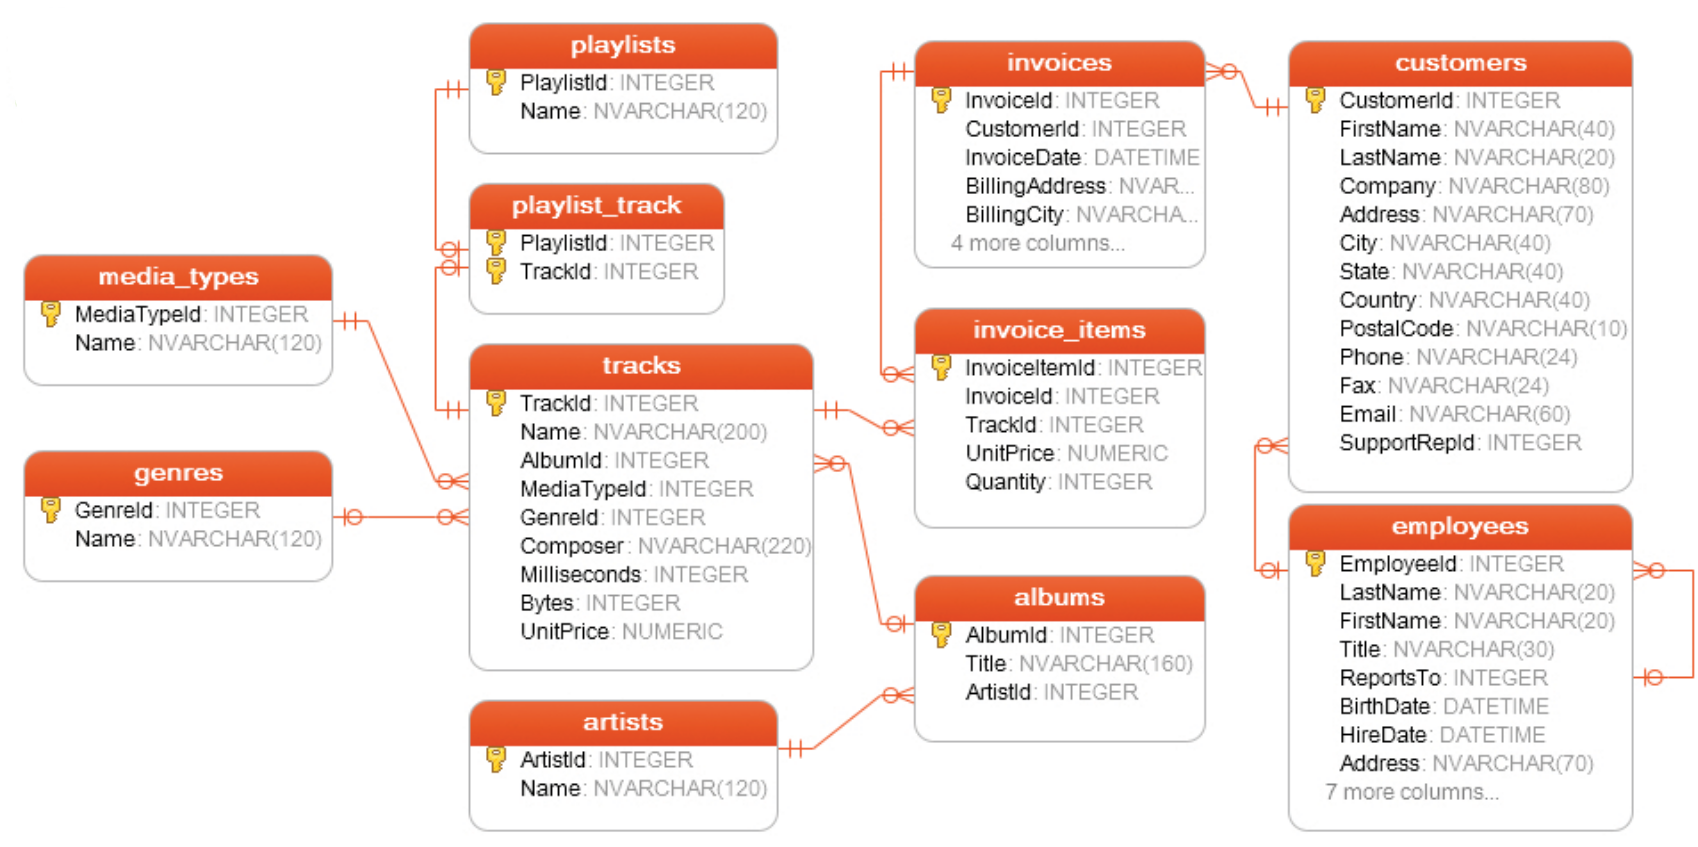 playlists
PlaylistId: INTEGER
Name: NVARCHAR(120)
playlist_track
PlaylistId: INTEGER
TrackId: INTEGER
media_types
MediaTypeId: INTEGER
Name: NVARCHAR(120)
genres
GenreId: INTEGER
Name: NVARCHAR(120)
tracks
TrackId: INTEGER
Name: NVARCHAR(200)
AlbumId: INTEGER
MediaTypeId: INTEGER
GenreId: INTEGER
Composer: NVARCHAR(220)
Milliseconds: INTEGER
Bytes: INTEGER
UnitPrice: NUMERIC
artists
ArtistId: INTEGER
Name: NVARCHAR(120)
invoices
InvoiceId: INTEGER
CustomerId: INTEGER
InvoiceDate: DATETIME
BillingAddress: NVAR...
BillingCity: NVARCHA...
4 more columns...
invoice_items
InvoiceItemId: INTEGER
InvoiceId: INTEGER
TrackId: INTEGER
UnitPrice: NUMERIC
Quantity: INTEGER
albums
AlbumId: INTEGER
Title: NVARCHAR(160)
ArtistId: INTEGER
customers
CustomerId: INTEGER
FirstName: NVARCHAR(40)
LastName: NVARCHAR(20)
Company: NVARCHAR(80)
Address: NVARCHAR(70)
City: NVARCHAR(40)
State: NVARCHAR(40)
Country: NVARCHAR(40)
PostalCode: NVARCHAR(10)
Phone: NVARCHAR(24)
Fax: NVARCHAR(24)
Email: NVARCHAR(60)
SupportRepId: INTEGER
employees
EmployeeId: INTEGER
LastName: NVARCHAR(20)
FirstName: NVARCHAR(20)
Title: NVARCHAR(30)
ReportsTo: INTEGER
BirthDate: DATETIME
HireDate: DATETIME
Address: NVARCHAR(70)
7 more columns...